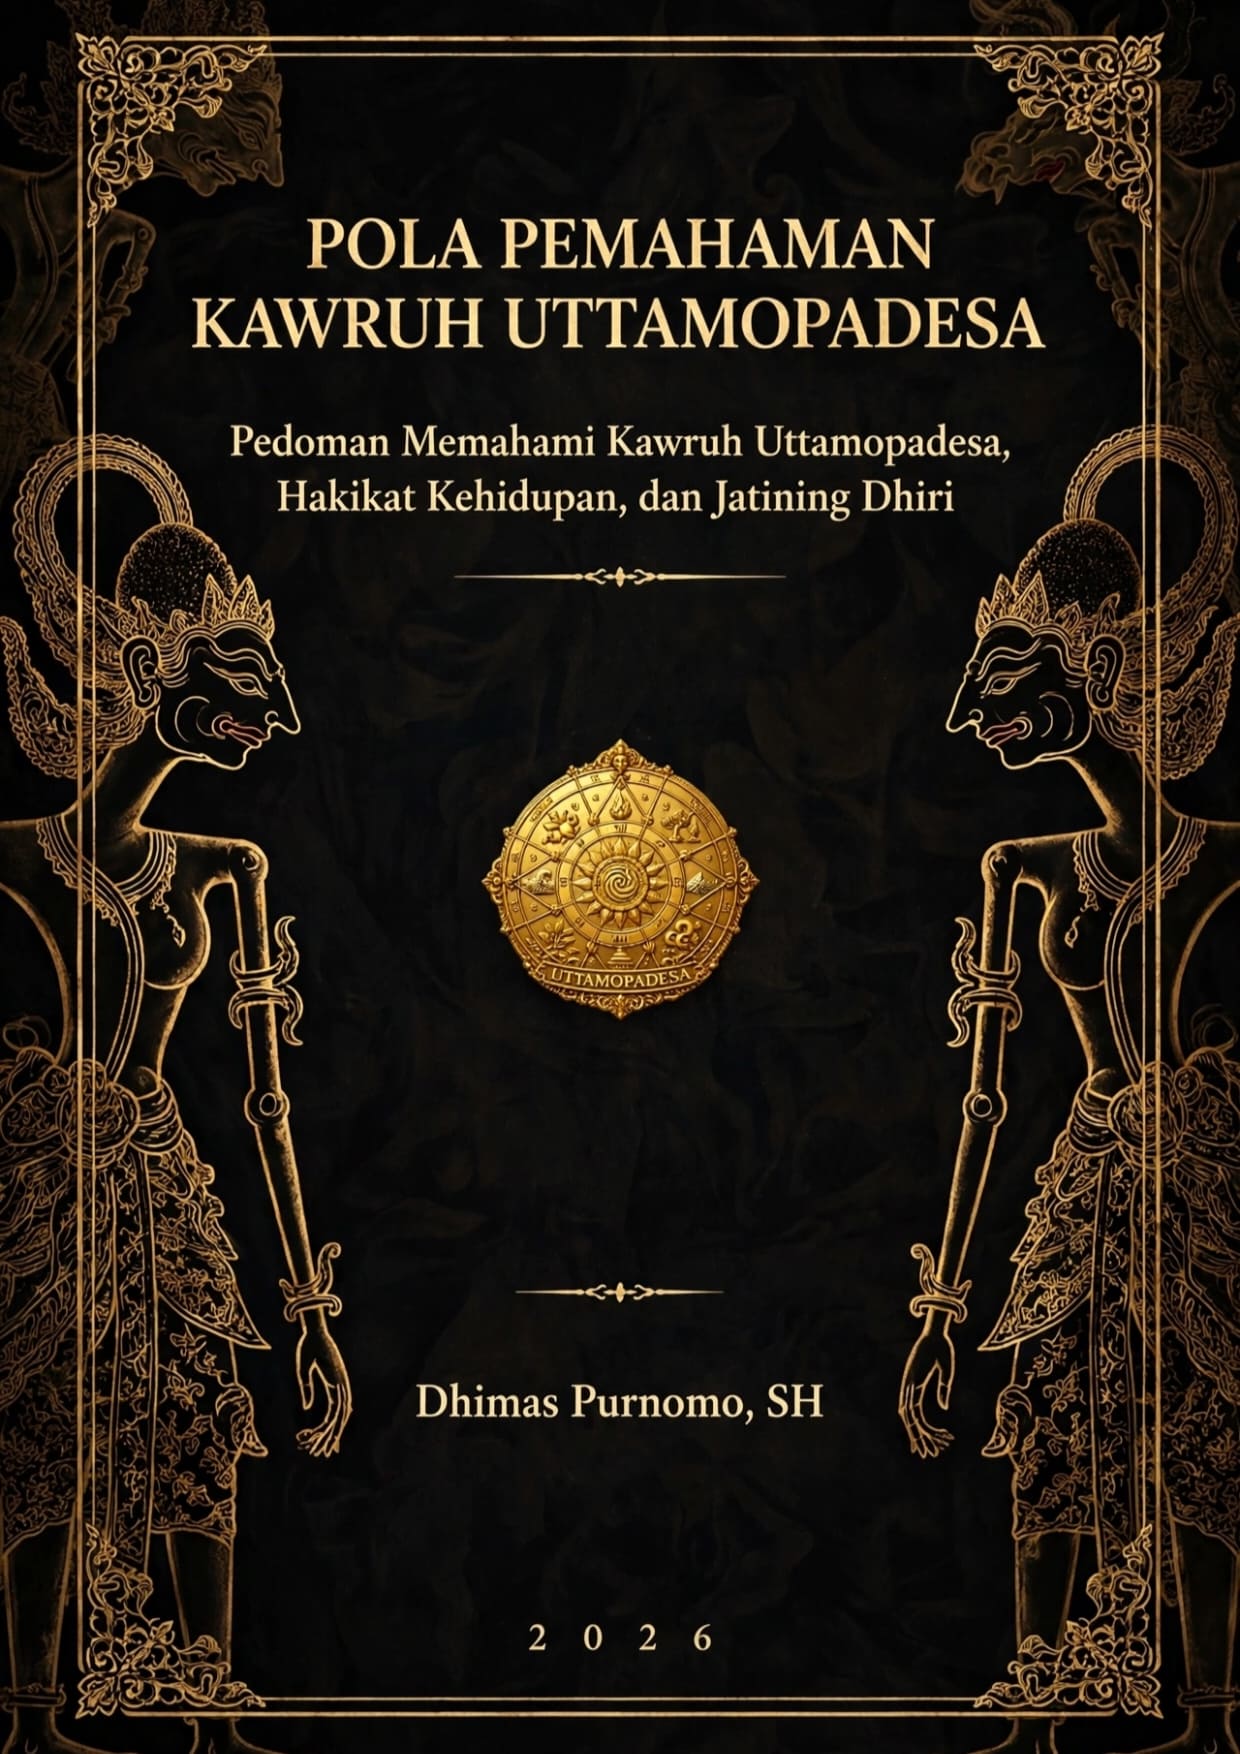 POLA PEMAHAMAN
KAWRUH UTTAMOPADESA
Pedoman Memahami Kawruh Uttamopadesa,
Hakikat Kehidupan, dan Jatining Dhiri
UTTAMOPADESA
Dhimas Purnomo, SH
2 0 2 6